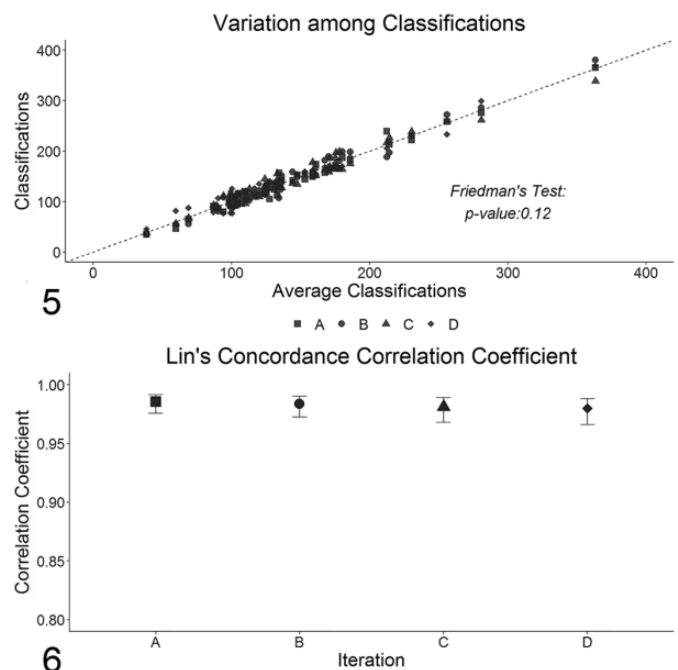 Variation among Classifications
400
300
200
100
0
Classifications
Friedman's Test:
p-value:0.12
0 100 200 300 400
Average Classifications
5
A B C D
Lin's Concordance Correlation Coefficient
1.00
0.95
0.90
0.85
0.80
Correlation Coefficient
A B C D
Iteration
6